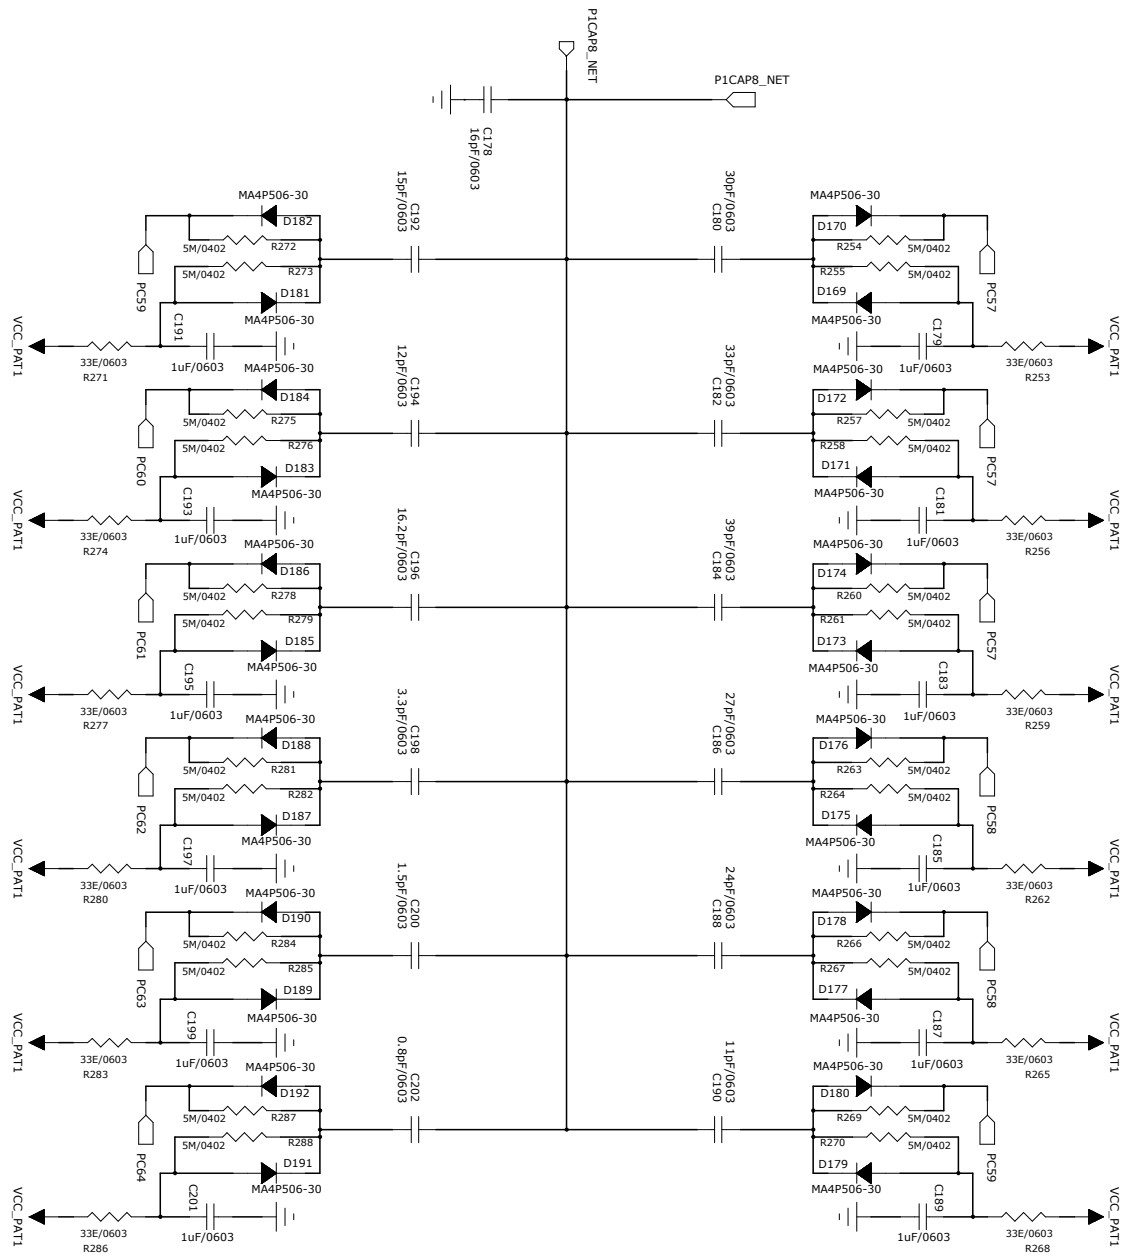 P1CAP8_NET
P1CAP8_NET
C178
16pF/0603
MA4P506-30
D182
R272
5M/0402
R273
5M/0402
PC59
D181
MA4P506-30
C191
1uF/0603
33E/0603
R271
VCC_PAT1
C192
15pF/0603
C180
30pF/0603
MA4P506-30
D170
R254
5M/0402
R255
5M/0402
PC57
D169
MA4P506-30
C179
1uF/0603
33E/0603
R253
VCC_PAT1
MA4P506-30
D184
R275
5M/0402
R276
5M/0402
PC60
D183
MA4P506-30
C193
1uF/0603
33E/0603
R274
VCC_PAT1
C194
12pF/0603
C182
33pF/0603
MA4P506-30
D172
R257
5M/0402
R258
5M/0402
PC57
D171
MA4P506-30
C181
1uF/0603
33E/0603
R256
VCC_PAT1
MA4P506-30
D186
R278
5M/0402
R279
5M/0402
PC61
D185
MA4P506-30
C195
1uF/0603
33E/0603
R277
VCC_PAT1
C196
16.2pF/0603
C184
39pF/0603
MA4P506-30
D174
R260
5M/0402
R261
5M/0402
PC57
D173
MA4P506-30
C183
1uF/0603
33E/0603
R259
VCC_PAT1
MA4P506-30
D188
R281
5M/0402
R282
5M/0402
PC62
D187
MA4P506-30
C197
1uF/0603
33E/0603
R280
VCC_PAT1
C198
3.3pF/0603
C186
27pF/0603
MA4P506-30
D176
R263
5M/0402
R264
5M/0402
PC58
D175
MA4P506-30
C185
1uF/0603
33E/0603
R262
VCC_PAT1
MA4P506-30
D190
R284
5M/0402
R285
5M/0402
PC63
D189
MA4P506-30
C199
1uF/0603
33E/0603
R283
VCC_PAT1
C200
1.5pF/0603
C188
24pF/0603
MA4P506-30
D178
R266
5M/0402
R267
5M/0402
PC58
D177
MA4P506-30
C187
1uF/0603
33E/0603
R265
VCC_PAT1
MA4P506-30
D192
R287
5M/0402
R288
5M/0402
PC64
D191
MA4P506-30
C201
1uF/0603
33E/0603
R286
VCC_PAT1
C202
0.8pF/0603
C190
11pF/0603
MA4P506-30
D180
R269
5M/0402
R270
5M/0402
PC59
D179
MA4P506-30
C189
1uF/0603
33E/0603
R268
VCC_PAT1